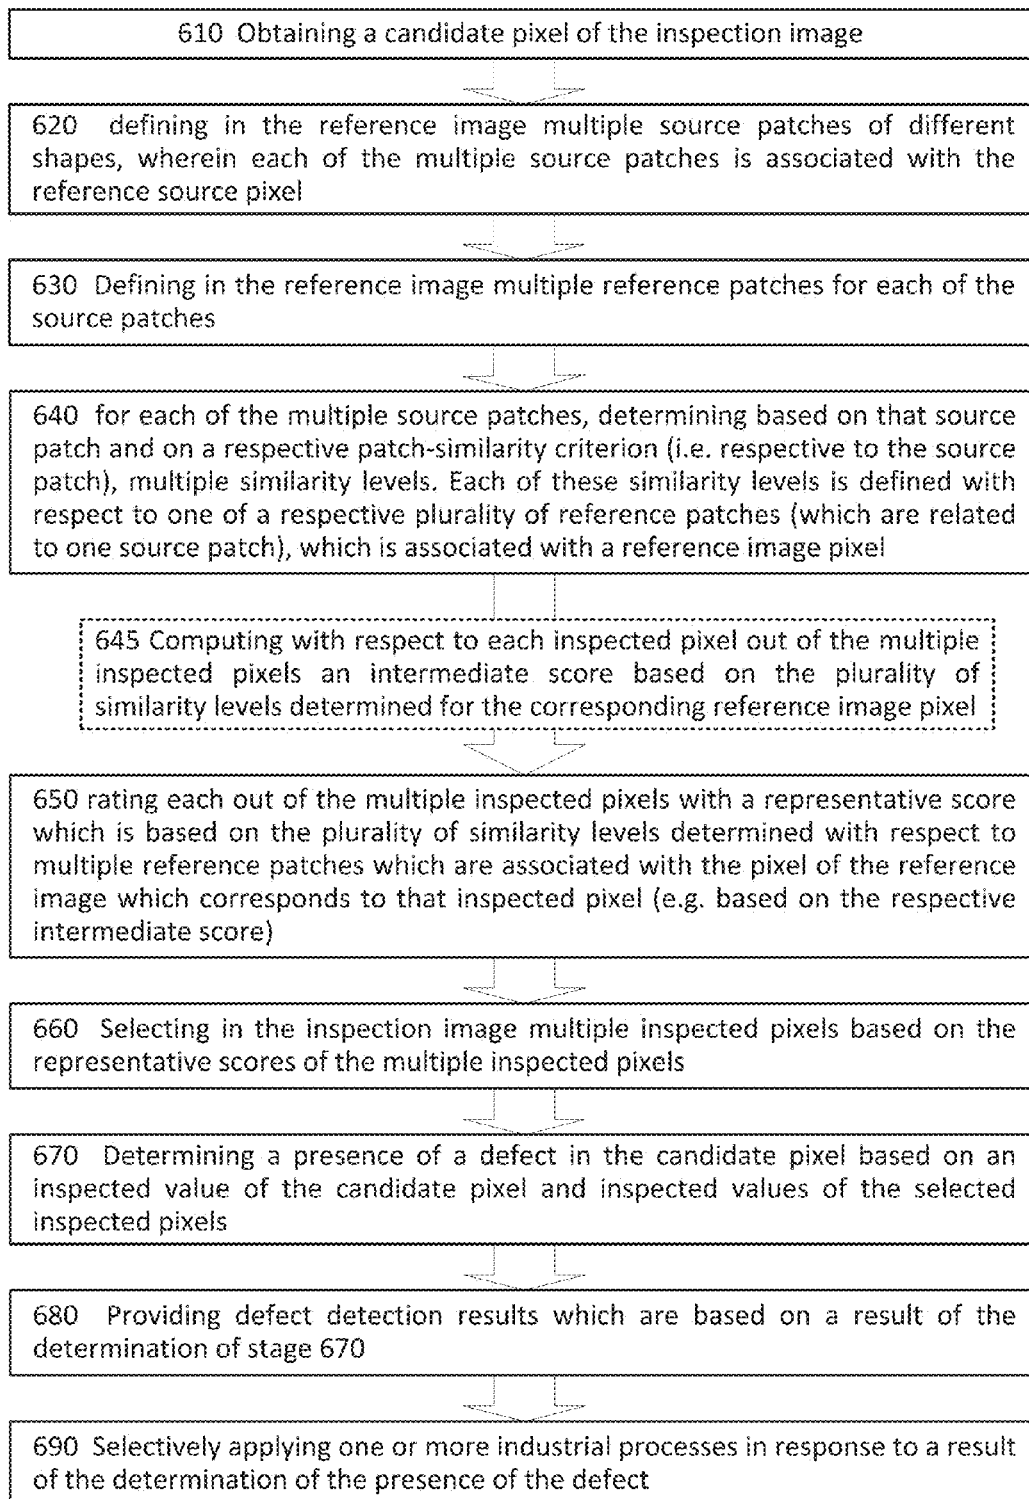 610 Obtaining a candidate pixel of the inspection image
620 defining in the reference image multiple source patches of different
shapes, wherein each of the multiple source patches is associated with the
reference source pixel
630 Defining in the reference image multiple reference patches for each of the
source patches
640 for each of the multiple source patches, determining based on that source
patch and on a respective patch-similarity criterion (i.e. respective to the source
patch), multiple similarity levels. Each of these similarity levels is defined with
respect to one of a respective plurality of reference patches (which are related
to one source patch), which is associated with a reference image pixel
645 Computing with respect to each inspected pixel out of the multiple
inspected pixels an intermediate score based on the plurality of
similarity levels determined for the corresponding reference image pixel
650 rating each out of the multiple inspected pixels with a representative score
which is based on the plurality of similarity levels determined with respect to
multiple reference patches which are associated with the pixel of the reference
image which corresponds to that inspected pixel (e.g. based on the respective
intermediate score)
660 Selecting in the inspection image multiple inspected pixels based on the
representative scores of the multiple inspected pixels
670 Determining a presence of a defect in the candidate pixel based on an
inspected value of the candidate pixel and inspected values of the selected
inspected pixels
680 Providing defect detection results which are based on a result of the
determination of stage 670
690 Selectively applying one or more industrial processes in response to a result
of the determination of the presence of the defect